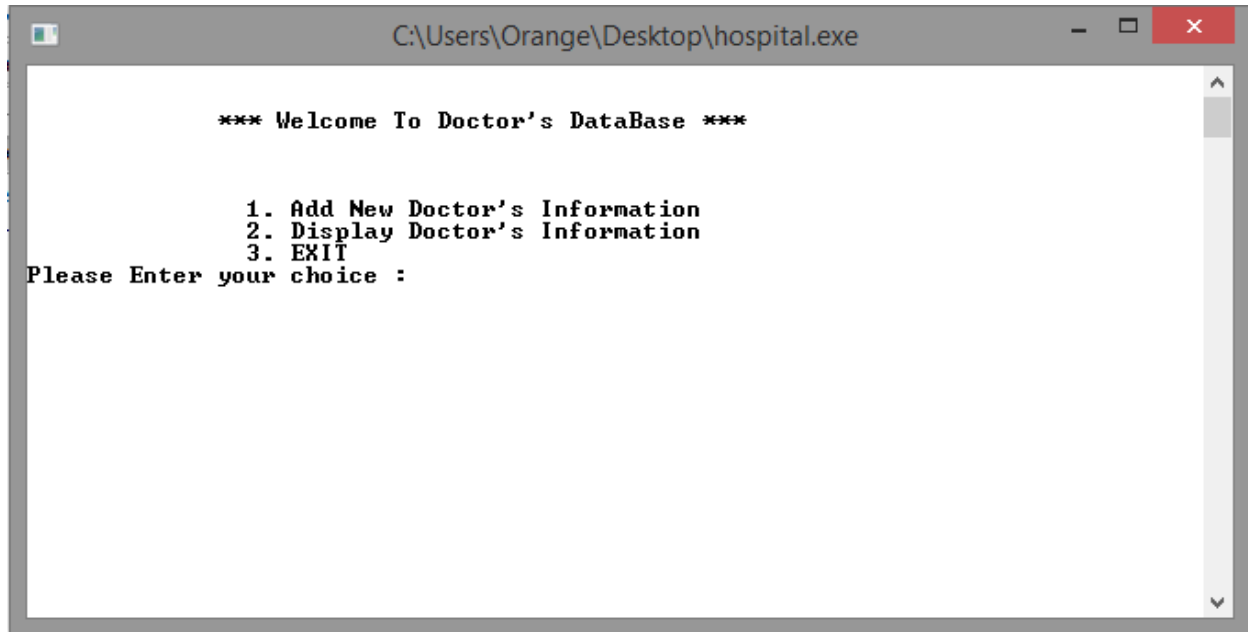 C:\Users\Orange\Desktop\hospital.exe
*** Welcome To Doctor's DataBase ***
1. Add New Doctor's Information
2. Display Doctor's Information
3. EXIT
Please Enter your choice :